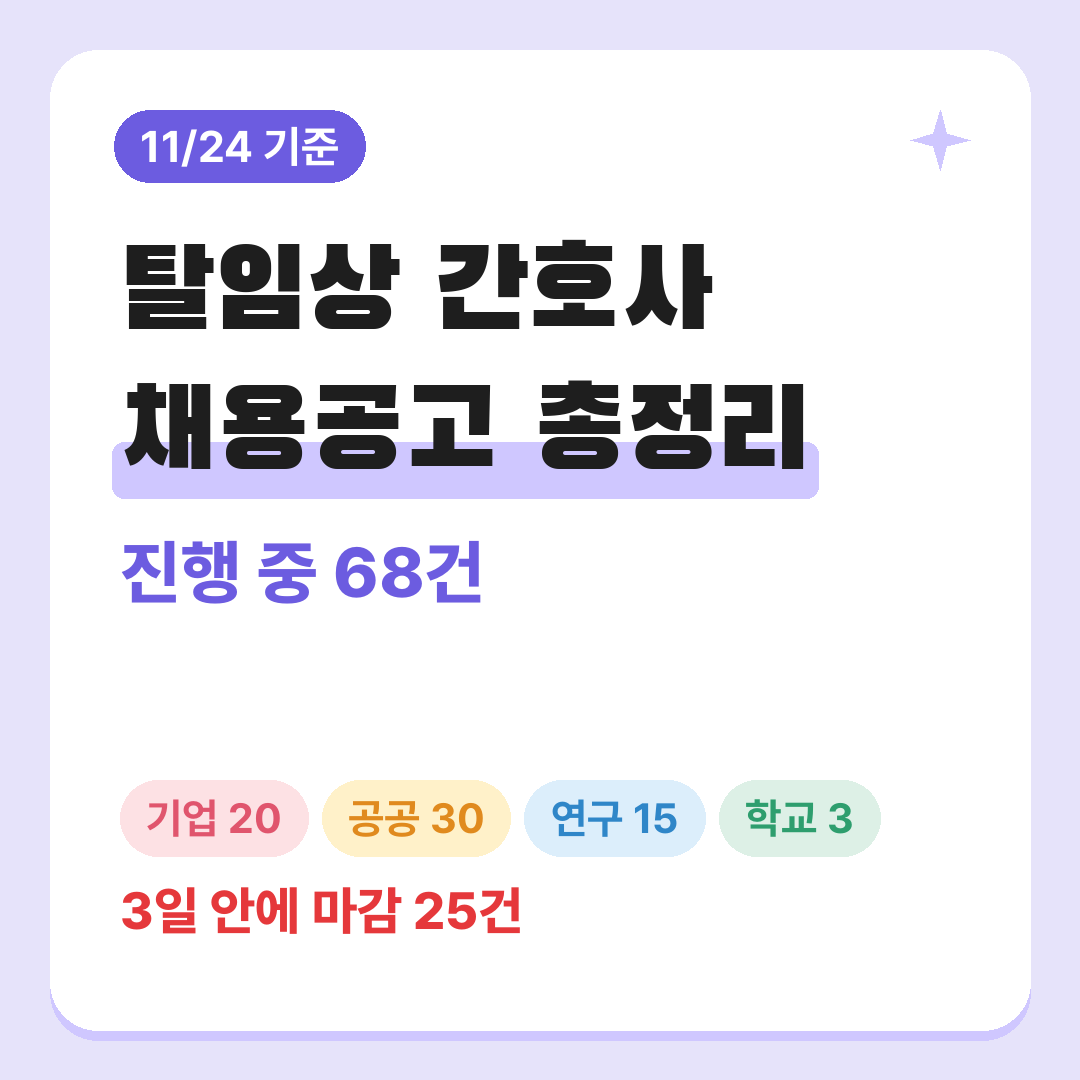 11/24 기준
탈임상 간호사
채용공고 총정리
진행 중 68건
기업 20 공공 30 연구 15 학교 3
3일 안에 마감 25건